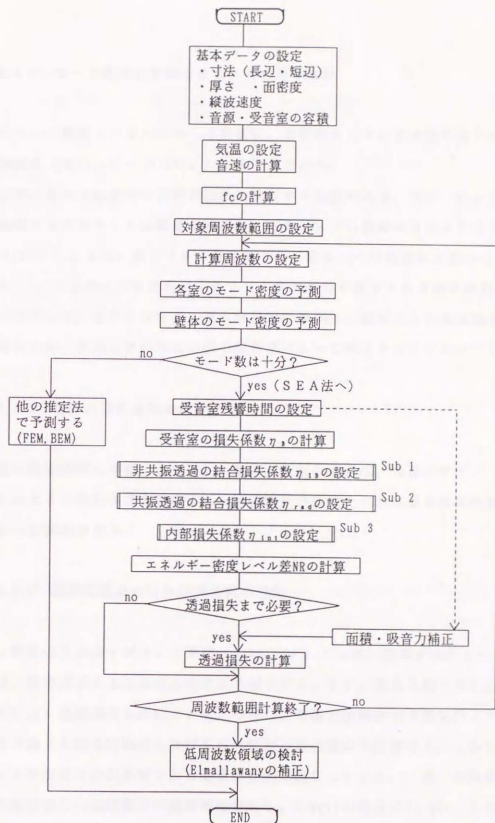 START
基本データの設定
・寸法(長辺・短辺)
・厚さ ・面密度
・縦波速度
・音源・受音室の容積
気温の設定
音速の計算
fcの計算
対象周波数範囲の設定
計算周波数の設定
各室のモード密度の予測
壁体のモード密度の予測
no
モード数は十分?
yes(SEA法へ)
他の推定法
で予測する
(FEM,BEM)
受音室残響時間の設定
受音室の損失係数η3の計算
非共振透過の結合損失係数η13の設定
Sub 1
共振透過の結合損失係数ηradの設定
Sub 2
内部損失係数ηintの設定
Sub 3
エネルギー密度レベル差NRの計算
no
透過損失まで必要?
yes
面積・吸音力補正
透過損失の計算
周波数範囲計算終了?
no
yes
低周波数領域の検討
(Elmallawanyの補正)
END